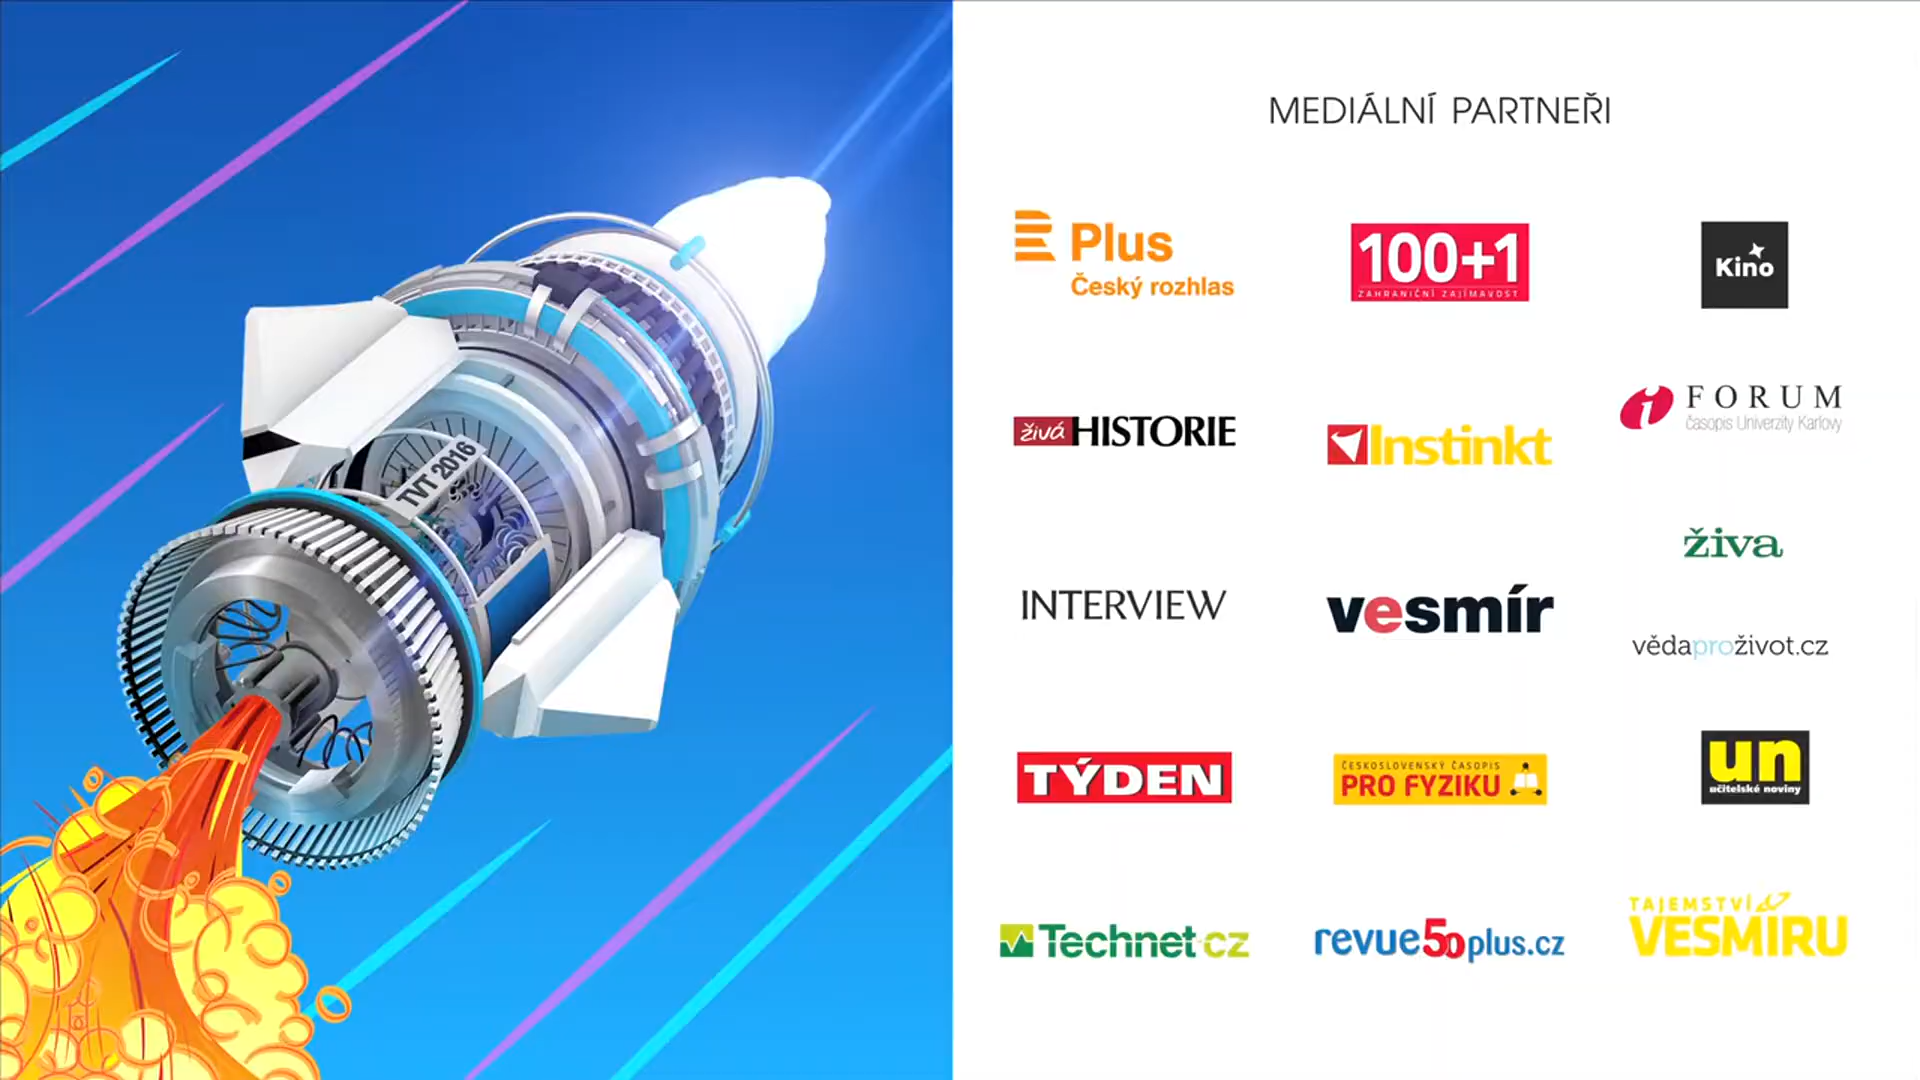 MEDIÁLNÍ PARTNEŘI
Plus
Český rozhlas
100+1
ZAHRANIČNÍ ZAJÍMAVOST
Kino
živá HISTORIE
Instinkt
i FORUM
časopis Univerzity Karlovy
INTERVIEW
vesmír
živa
vědaproživot.cz
TÝDEN
ČESKOSLOVENSKÝ ČASOPIS
PRO FYZIKU
un
učitelské noviny
Technet.cz
revue50plus.cz
TAJEMSTVÍ
VESMÍRU
TVT 2016